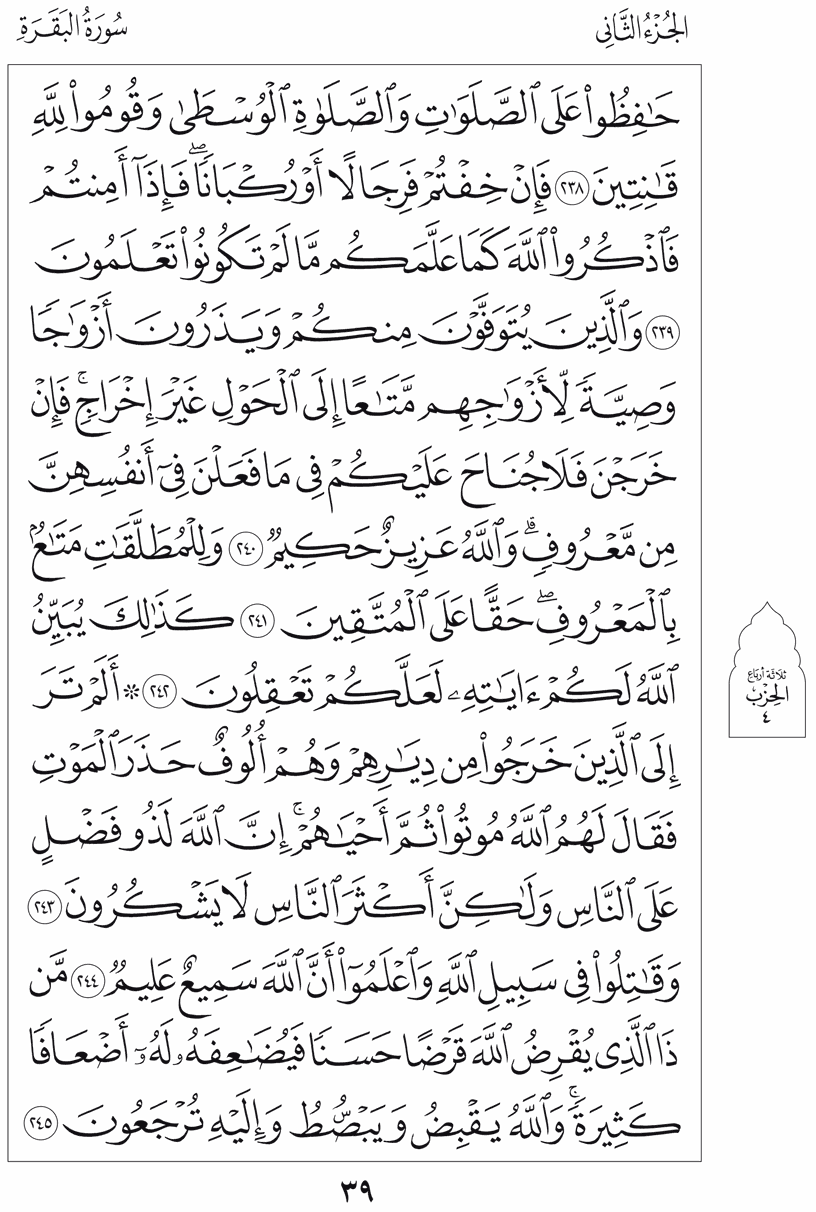 الجُزْءُ الثَّانِي
سُورَةُ البَقَرَةِ
حَٰفِظُواْ عَلَى ٱلصَّلَوَٰتِ وَٱلصَّلَوٰةِ ٱلْوُسْطَىٰ وَقُومُواْ لِلَّهِ
قَٰنِتِينَ ٢٣٨ فَإِنْ خِفْتُمْ فَرِجَالًا أَوْ رُكْبَانًاۖ فَإِذَآ أَمِنتُمْ
فَٱذْكُرُواْ ٱللَّهَ كَمَا عَلَّمَكُم مَّا لَمْ تَكُونُواْ تَعْلَمُونَ
٢٣٩ وَٱلَّذِينَ يُتَوَفَّوْنَ مِنكُمْ وَيَذَرُونَ أَزْوَٰجًا
وَصِيَّةً لِّأَزْوَٰجِهِم مَّتَٰعًا إِلَى ٱلْحَوْلِ غَيْرَ إِخْرَاجٍۚ فَإِنْ
خَرَجْنَ فَلَا جُنَاحَ عَلَيْكُمْ فِى مَا فَعَلْنَ فِىٓ أَنفُسِهِنَّ
مِن مَّعْرُوفٍۗ وَٱللَّهُ عَزِيزٌ حَكِيمٌ ٢٤٠ وَلِلْمُطَلَّقَٰتِ مَتَٰعٌۢ
بِٱلْمَعْرُوفِۖ حَقًّا عَلَى ٱلْمُتَّقِينَ ٢٤١ كَذَٰلِكَ يُبَيِّنُ
ٱللَّهُ لَكُمْ ءَايَٰتِهِۦ لَعَلَّكُمْ تَعْقِلُونَ ٢٤٢ ۞ أَلَمْ تَرَ
إِلَى ٱلَّذِينَ خَرَجُواْ مِن دِيَٰرِهِمْ وَهُمْ أُلُوفٌ حَذَرَ ٱلْمَوْتِ
فَقَالَ لَهُمُ ٱللَّهُ مُوتُواْ ثُمَّ أَحْيَٰهُمْۚ إِنَّ ٱللَّهَ لَذُو فَضْلٍ
عَلَى ٱلنَّاسِ وَلَٰكِنَّ أَكْثَرَ ٱلنَّاسِ لَا يَشْكُرُونَ ٢٤٣
وَقَٰتِلُواْ فِى سَبِيلِ ٱللَّهِ وَٱعْلَمُوٓاْ أَنَّ ٱللَّهَ سَمِيعٌ عَلِيمٌ ٢٤٤ مَّن
ذَا ٱلَّذِى يُقْرِضُ ٱللَّهَ قَرْضًا حَسَنًا فَيُضَٰعِفَهُۥ لَهُۥٓ أَضْعَافًا
كَثِيرَةًۚ وَٱللَّهُ يَقْبِضُ وَيَبْصُۜطُ وَإِلَيْهِ تُرْجَعُونَ ٢٤٥
ثلاثة أرباع
الحِزْب
٤
٣٩